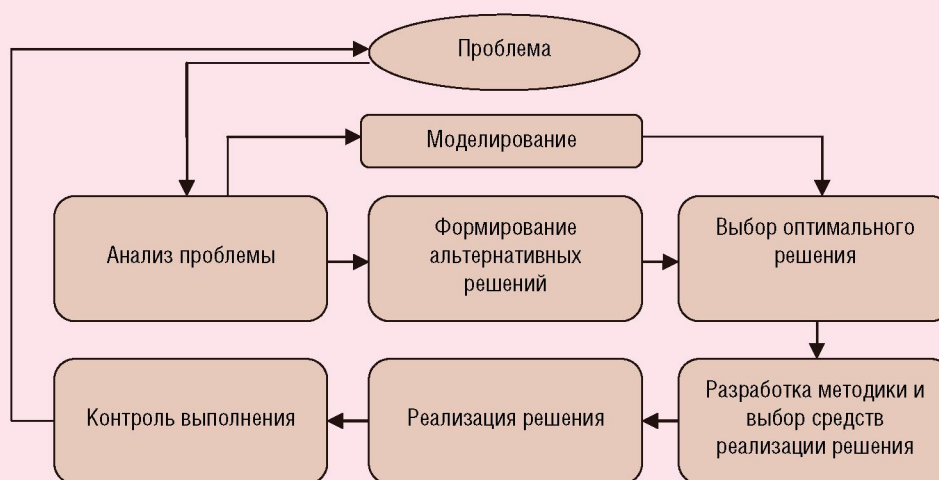 Проблема
Моделирование
Анализ проблемы
Формирование
альтернативных
решений
Выбор оптимального
решения
Контроль выполнения
Реализация решения
Разработка методики и
выбор средств
реализации решения